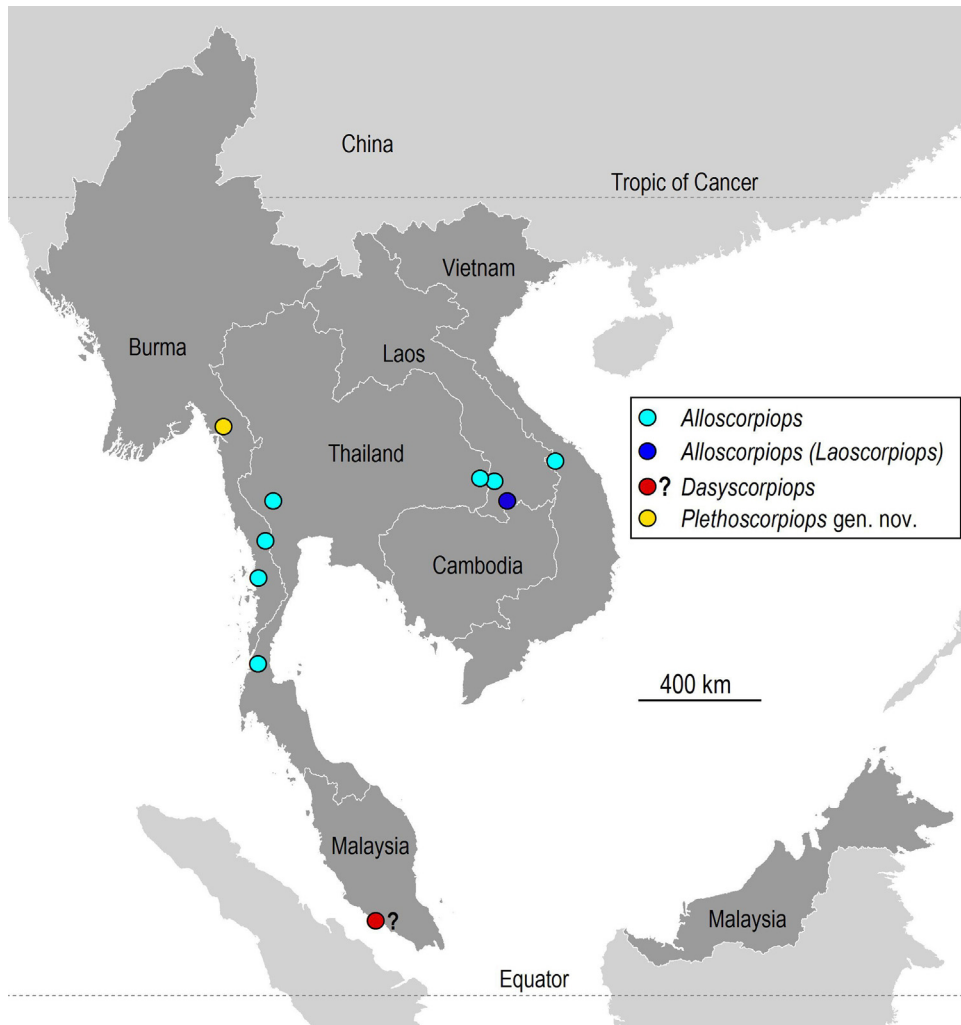 China
Tropic of Cancer
Vietnam
Burma
Laos
Thailand
Alloscorpiops
Alloscorpiops (Laoscorpiops)
? Dasyscorpiops
Plethoscorpiops gen. nov.
Cambodia
400 km
Malaysia
?
Malaysia
Equator